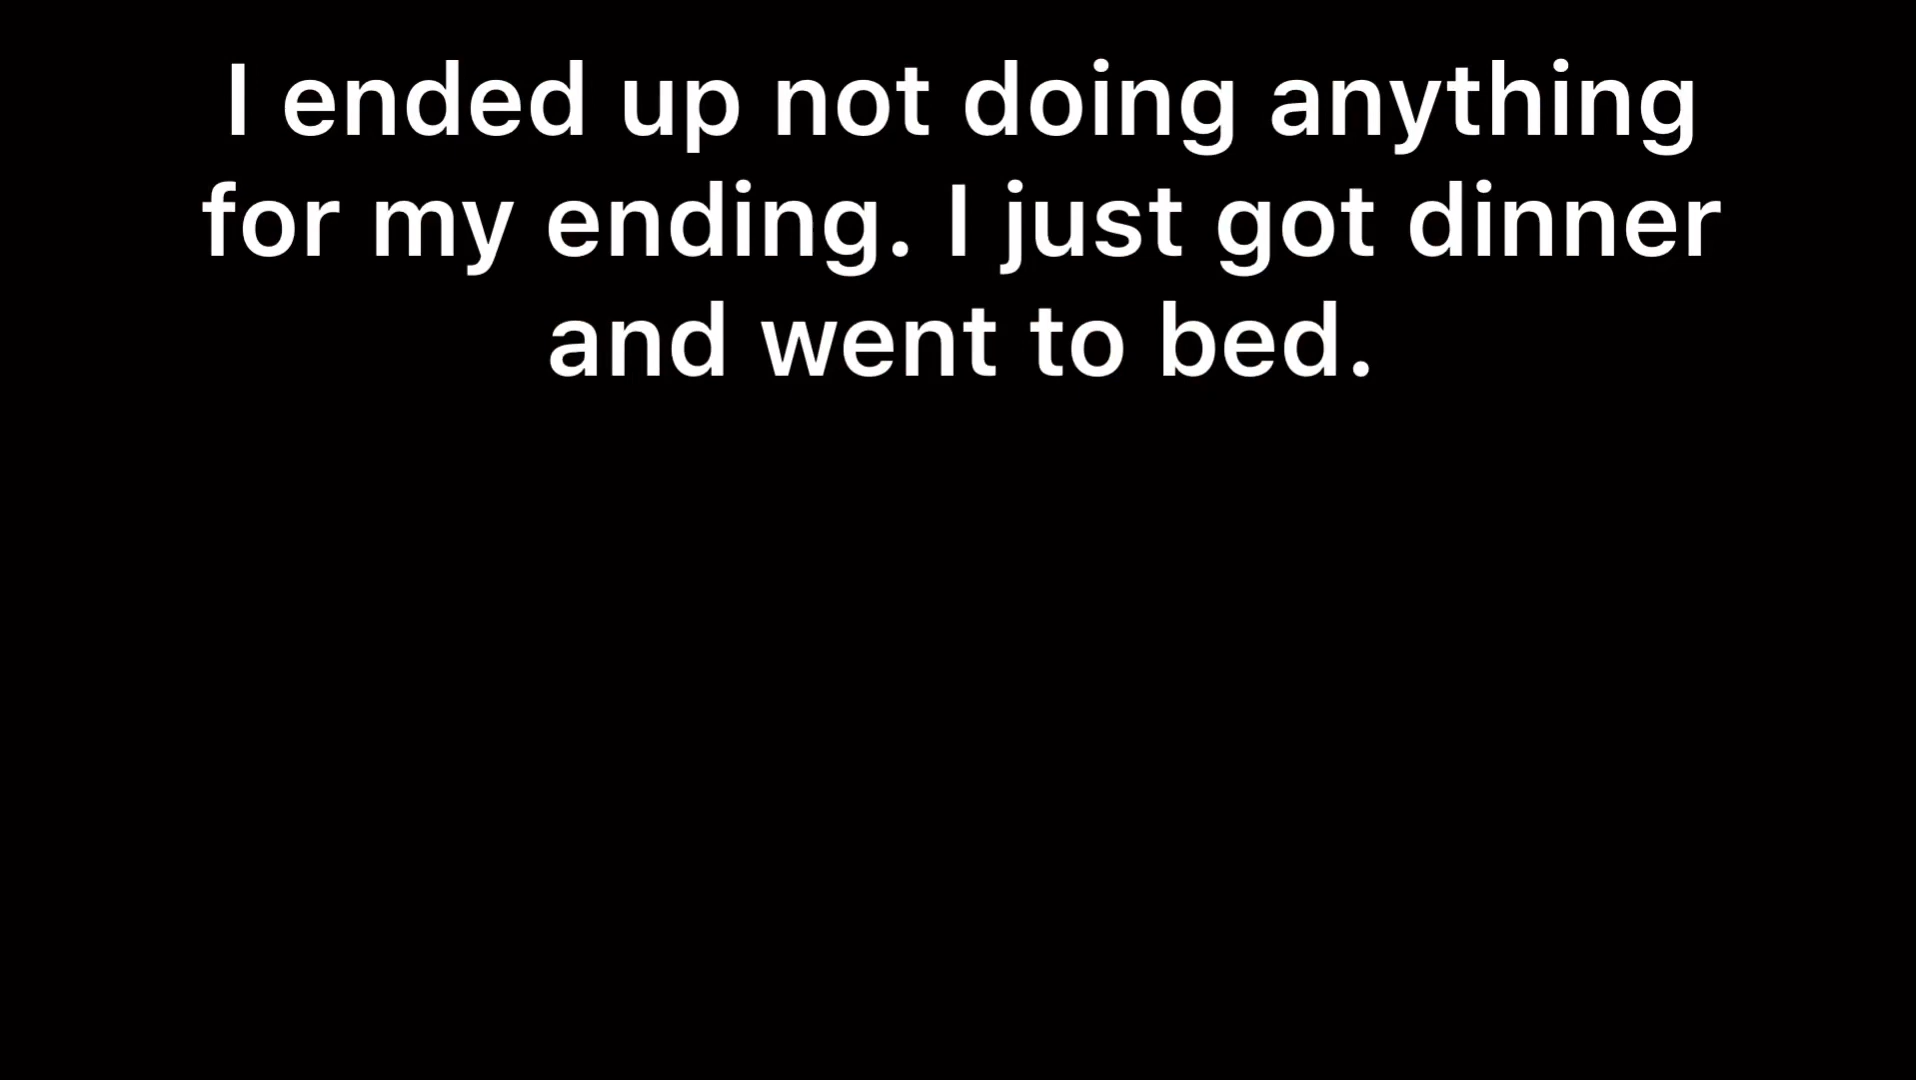 I ended up not doing anything
for my ending. I just got dinner
and went to bed.